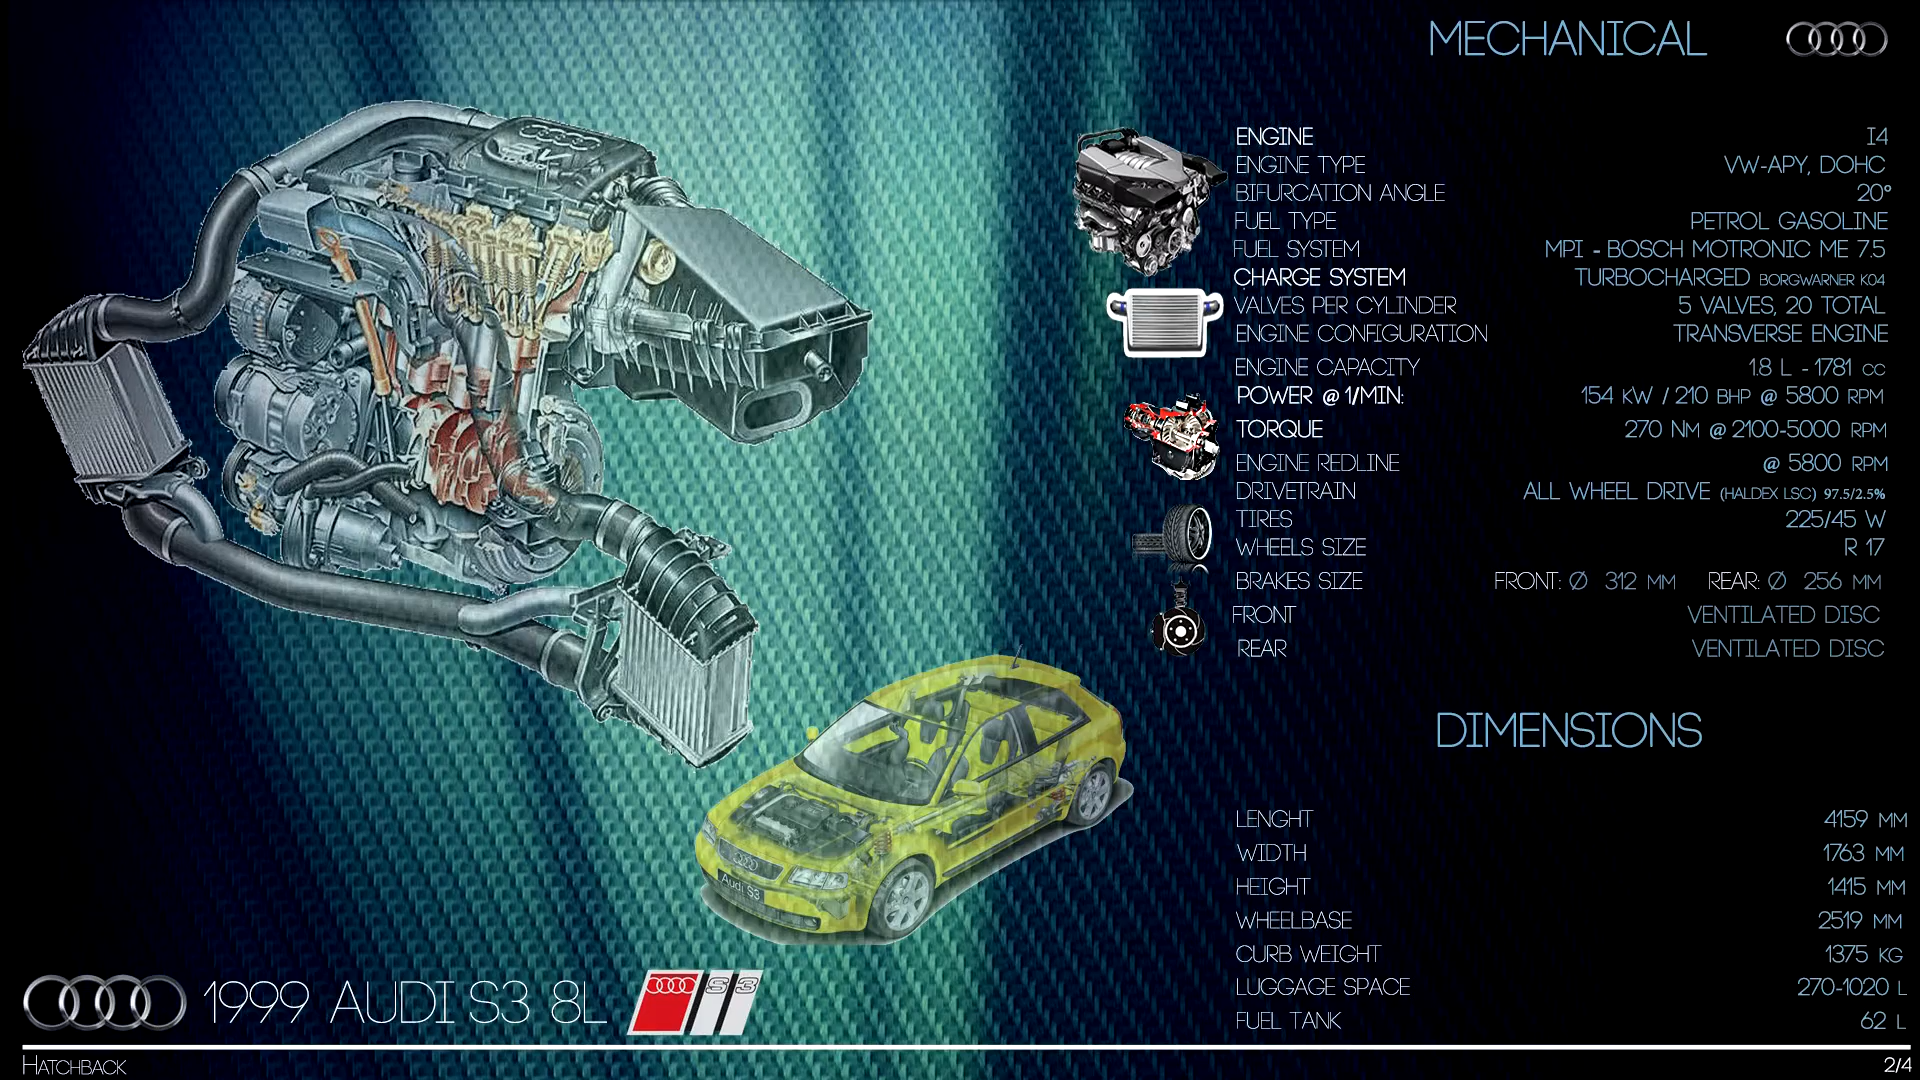 MECHANICAL
ENGINE I4
ENGINE TYPE VW-APY, DOHC
BIFURCATION ANGLE 20°
FUEL TYPE PETROL GASOLINE
FUEL SYSTEM MPI - BOSCH MOTRONIC ME 7.5
CHARGE SYSTEM TURBOCHARGED BORGWARNER K04
VALVES PER CYLINDER 5 VALVES, 20 TOTAL
ENGINE CONFIGURATION TRANSVERSE ENGINE
ENGINE CAPACITY 1.8 L - 1781 CC
POWER @ 1/MIN: 154 KW / 210 BHP @ 5800 RPM
TORQUE 270 NM @ 2100-5000 RPM
ENGINE REDLINE @ 5800 RPM
DRIVETRAIN ALL WHEEL DRIVE (HALDEX LSC) 97.5/2.5%
TIRES 225/45 W
WHEELS SIZE R 17
BRAKES SIZE FRONT: Ø 312 MM REAR: Ø 256 MM
FRONT VENTILATED DISC
REAR VENTILATED DISC
DIMENSIONS
LENGHT 4159 MM
WIDTH 1763 MM
HEIGHT 1415 MM
WHEELBASE 2519 MM
CURB WEIGHT 1375 KG
LUGGAGE SPACE 270-1020 L
FUEL TANK 62 L
Audi S3
1999 AUDI S3 8L
S3
HATCHBACK
2/4